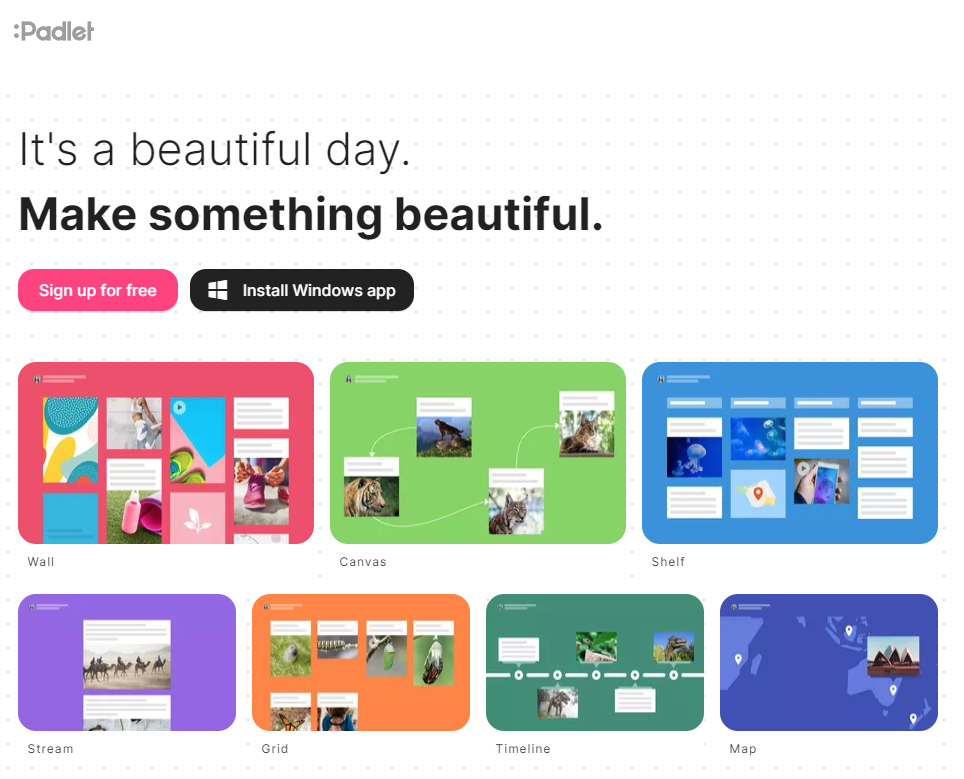 :Padlet
It's a beautiful day.
Make something beautiful.
Sign up for free
Install Windows app
Wall
Canvas
Shelf
Stream
Grid
Timeline
Map